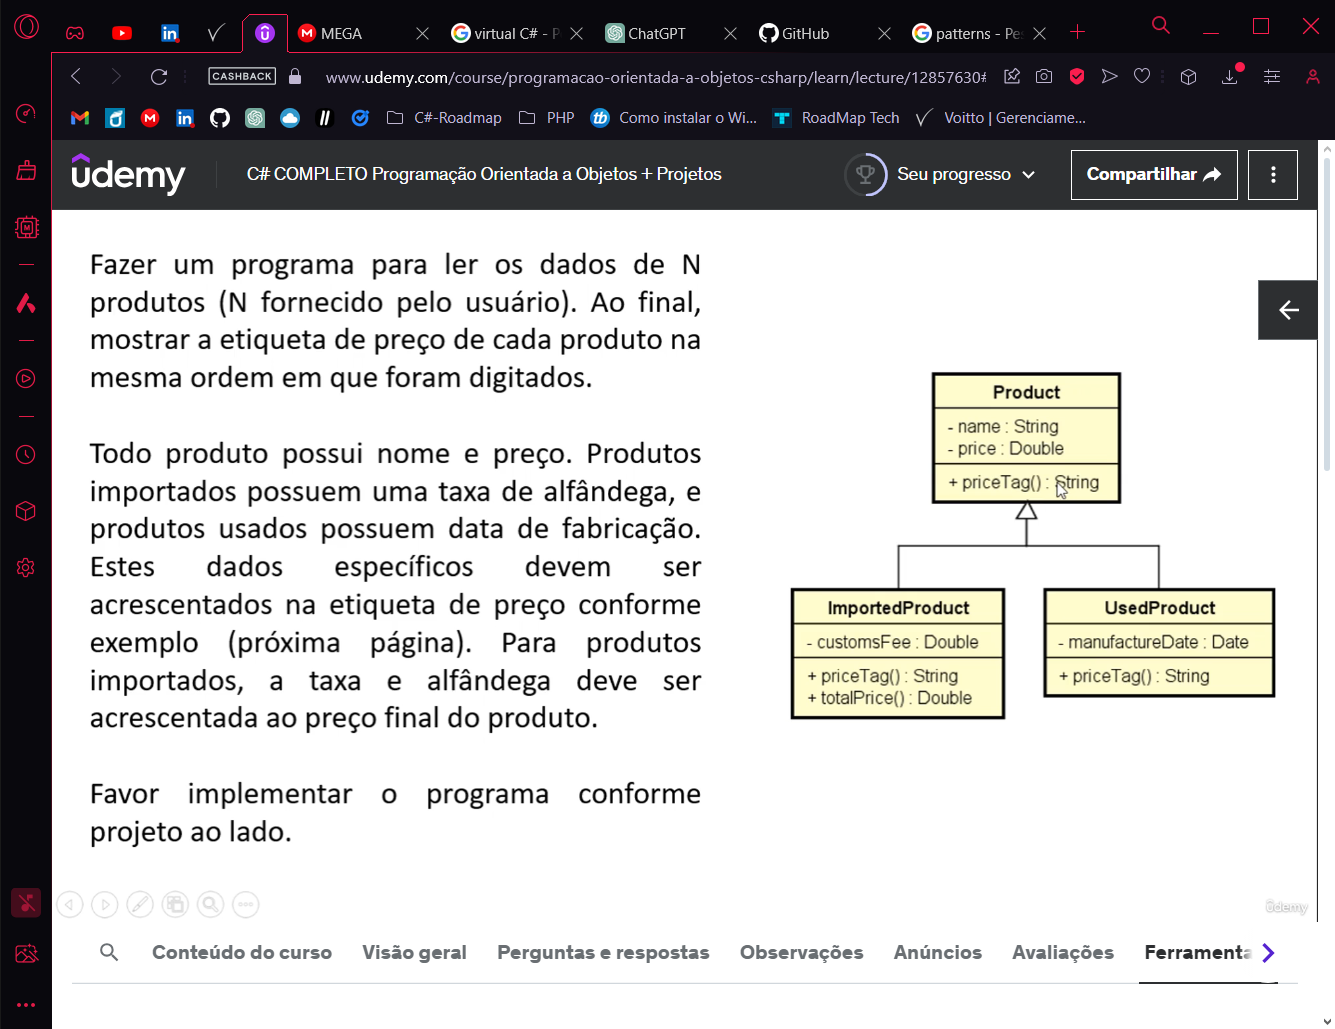 MEGA
virtual C# - P
ChatGPT
GitHub
patterns - Pes
CASHBACK
www.udemy.com/course/programacao-orientada-a-objetos-csharp/learn/lecture/12857630#
C#-Roadmap
PHP
Como instalar o Wi...
RoadMap Tech
Voitto | Gerenciame...
udemy
C# COMPLETO Programação Orientada a Objetos + Projetos
Seu progresso
Compartilhar
Fazer um programa para ler os dados de N
produtos (N fornecido pelo usuário). Ao final,
mostrar a etiqueta de preço de cada produto na
mesma ordem em que foram digitados.
Todo produto possui nome e preço. Produtos
importados possuem uma taxa de alfândega, e
produtos usados possuem data de fabricação.
Estes dados específicos devem ser
acrescentados na etiqueta de preço conforme
exemplo (próxima página). Para produtos
importados, a taxa e alfândega deve ser
acrescentada ao preço final do produto.
Favor implementar o programa conforme
projeto ao lado.
Product
- name : String
- price : Double
+ priceTag() : String
ImportedProduct
- customsFee : Double
+ priceTag() : String
+ totalPrice() : Double
UsedProduct
- manufactureDate : Date
+ priceTag() : String
udemy
Conteúdo do curso
Visão geral
Perguntas e respostas
Observações
Anúncios
Avaliações
Ferramenta